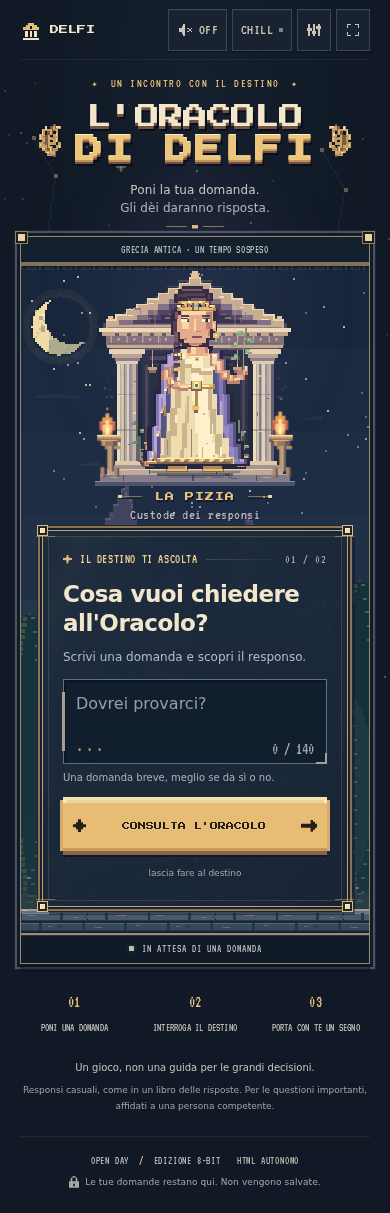 DELFI
OFF
CHILL
UN INCONTRO CON IL DESTINO
L'ORACOLO
DI DELFI
Poni la tua domanda.
Gli dèi daranno risposta.
GRECIA ANTICA · UN TEMPO SOSPESO
LA PIZIA
Custode dei responsi
IL DESTINO TI ASCOLTA
01 / 02
Cosa vuoi chiedere
all'Oracolo?
Scrivi una domanda e scopri il responso.
Dovrei provarci?
...
0 / 140
Una domanda breve, meglio se da sì o no.
CONSULTA L'ORACOLO
lascia fare al destino
IN ATTESA DI UNA DOMANDA
01 02 03
PONI UNA DOMANDA INTERROGA IL DESTINO PORTA CON TE UN SEGNO
Un gioco, non una guida per le grandi decisioni.
Responsi casuali, come in un libro delle risposte. Per le questioni importanti,
affidati a una persona competente.
OPEN DAY / EDIZIONE 8-BIT HTML AUTONOMO
Le tue domande restano qui. Non vengono salvate.